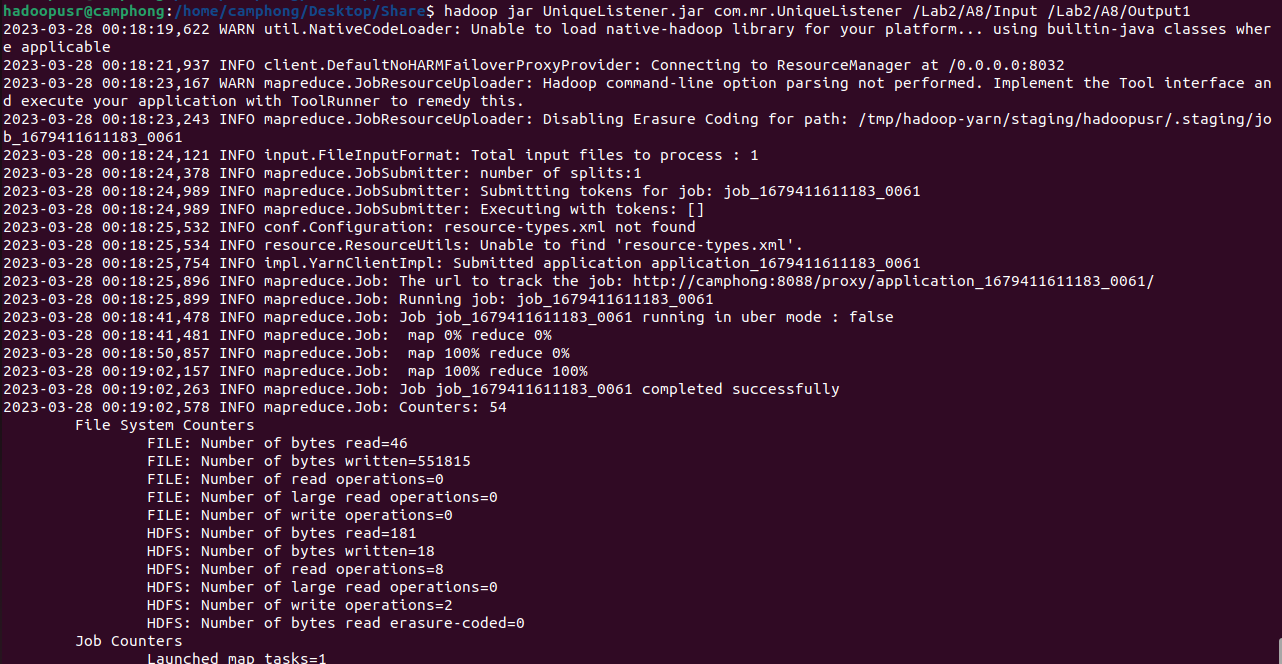 hadoopusr@camphong:/home/camphong/Desktop/Share$ hadoop jar UniqueListener.jar com.mr.UniqueListener /Lab2/A8/Input /Lab2/A8/Output1
2023-03-28 00:18:19,622 WARN util.NativeCodeLoader: Unable to load native-hadoop library for your platform... using builtin-java classes wher
e applicable
2023-03-28 00:18:21,937 INFO client.DefaultNoHARMFailoverProxyProvider: Connecting to ResourceManager at /0.0.0.0:8032
2023-03-28 00:18:23,167 WARN mapreduce.JobResourceUploader: Hadoop command-line option parsing not performed. Implement the Tool interface an
d execute your application with ToolRunner to remedy this.
2023-03-28 00:18:23,243 INFO mapreduce.JobResourceUploader: Disabling Erasure Coding for path: /tmp/hadoop-yarn/staging/hadoopusr/.staging/jo
b_1679411611183_0061
2023-03-28 00:18:24,121 INFO input.FileInputFormat: Total input files to process : 1
2023-03-28 00:18:24,378 INFO mapreduce.JobSubmitter: number of splits:1
2023-03-28 00:18:24,989 INFO mapreduce.JobSubmitter: Submitting tokens for job: job_1679411611183_0061
2023-03-28 00:18:24,989 INFO mapreduce.JobSubmitter: Executing with tokens: []
2023-03-28 00:18:25,532 INFO conf.Configuration: resource-types.xml not found
2023-03-28 00:18:25,534 INFO resource.ResourceUtils: Unable to find 'resource-types.xml'.
2023-03-28 00:18:25,754 INFO impl.YarnClientImpl: Submitted application application_1679411611183_0061
2023-03-28 00:18:25,896 INFO mapreduce.Job: The url to track the job: http://camphong:8088/proxy/application_1679411611183_0061/
2023-03-28 00:18:25,899 INFO mapreduce.Job: Running job: job_1679411611183_0061
2023-03-28 00:18:41,478 INFO mapreduce.Job: Job job_1679411611183_0061 running in uber mode : false
2023-03-28 00:18:41,481 INFO mapreduce.Job:  map 0% reduce 0%
2023-03-28 00:18:50,857 INFO mapreduce.Job:  map 100% reduce 0%
2023-03-28 00:19:02,157 INFO mapreduce.Job:  map 100% reduce 100%
2023-03-28 00:19:02,263 INFO mapreduce.Job: Job job_1679411611183_0061 completed successfully
2023-03-28 00:19:02,578 INFO mapreduce.Job: Counters: 54
File System Counters
FILE: Number of bytes read=46
FILE: Number of bytes written=551815
FILE: Number of read operations=0
FILE: Number of large read operations=0
FILE: Number of write operations=0
HDFS: Number of bytes read=181
HDFS: Number of bytes written=18
HDFS: Number of read operations=8
HDFS: Number of large read operations=0
HDFS: Number of write operations=2
HDFS: Number of bytes read erasure-coded=0
Job Counters
Launched map tasks=1